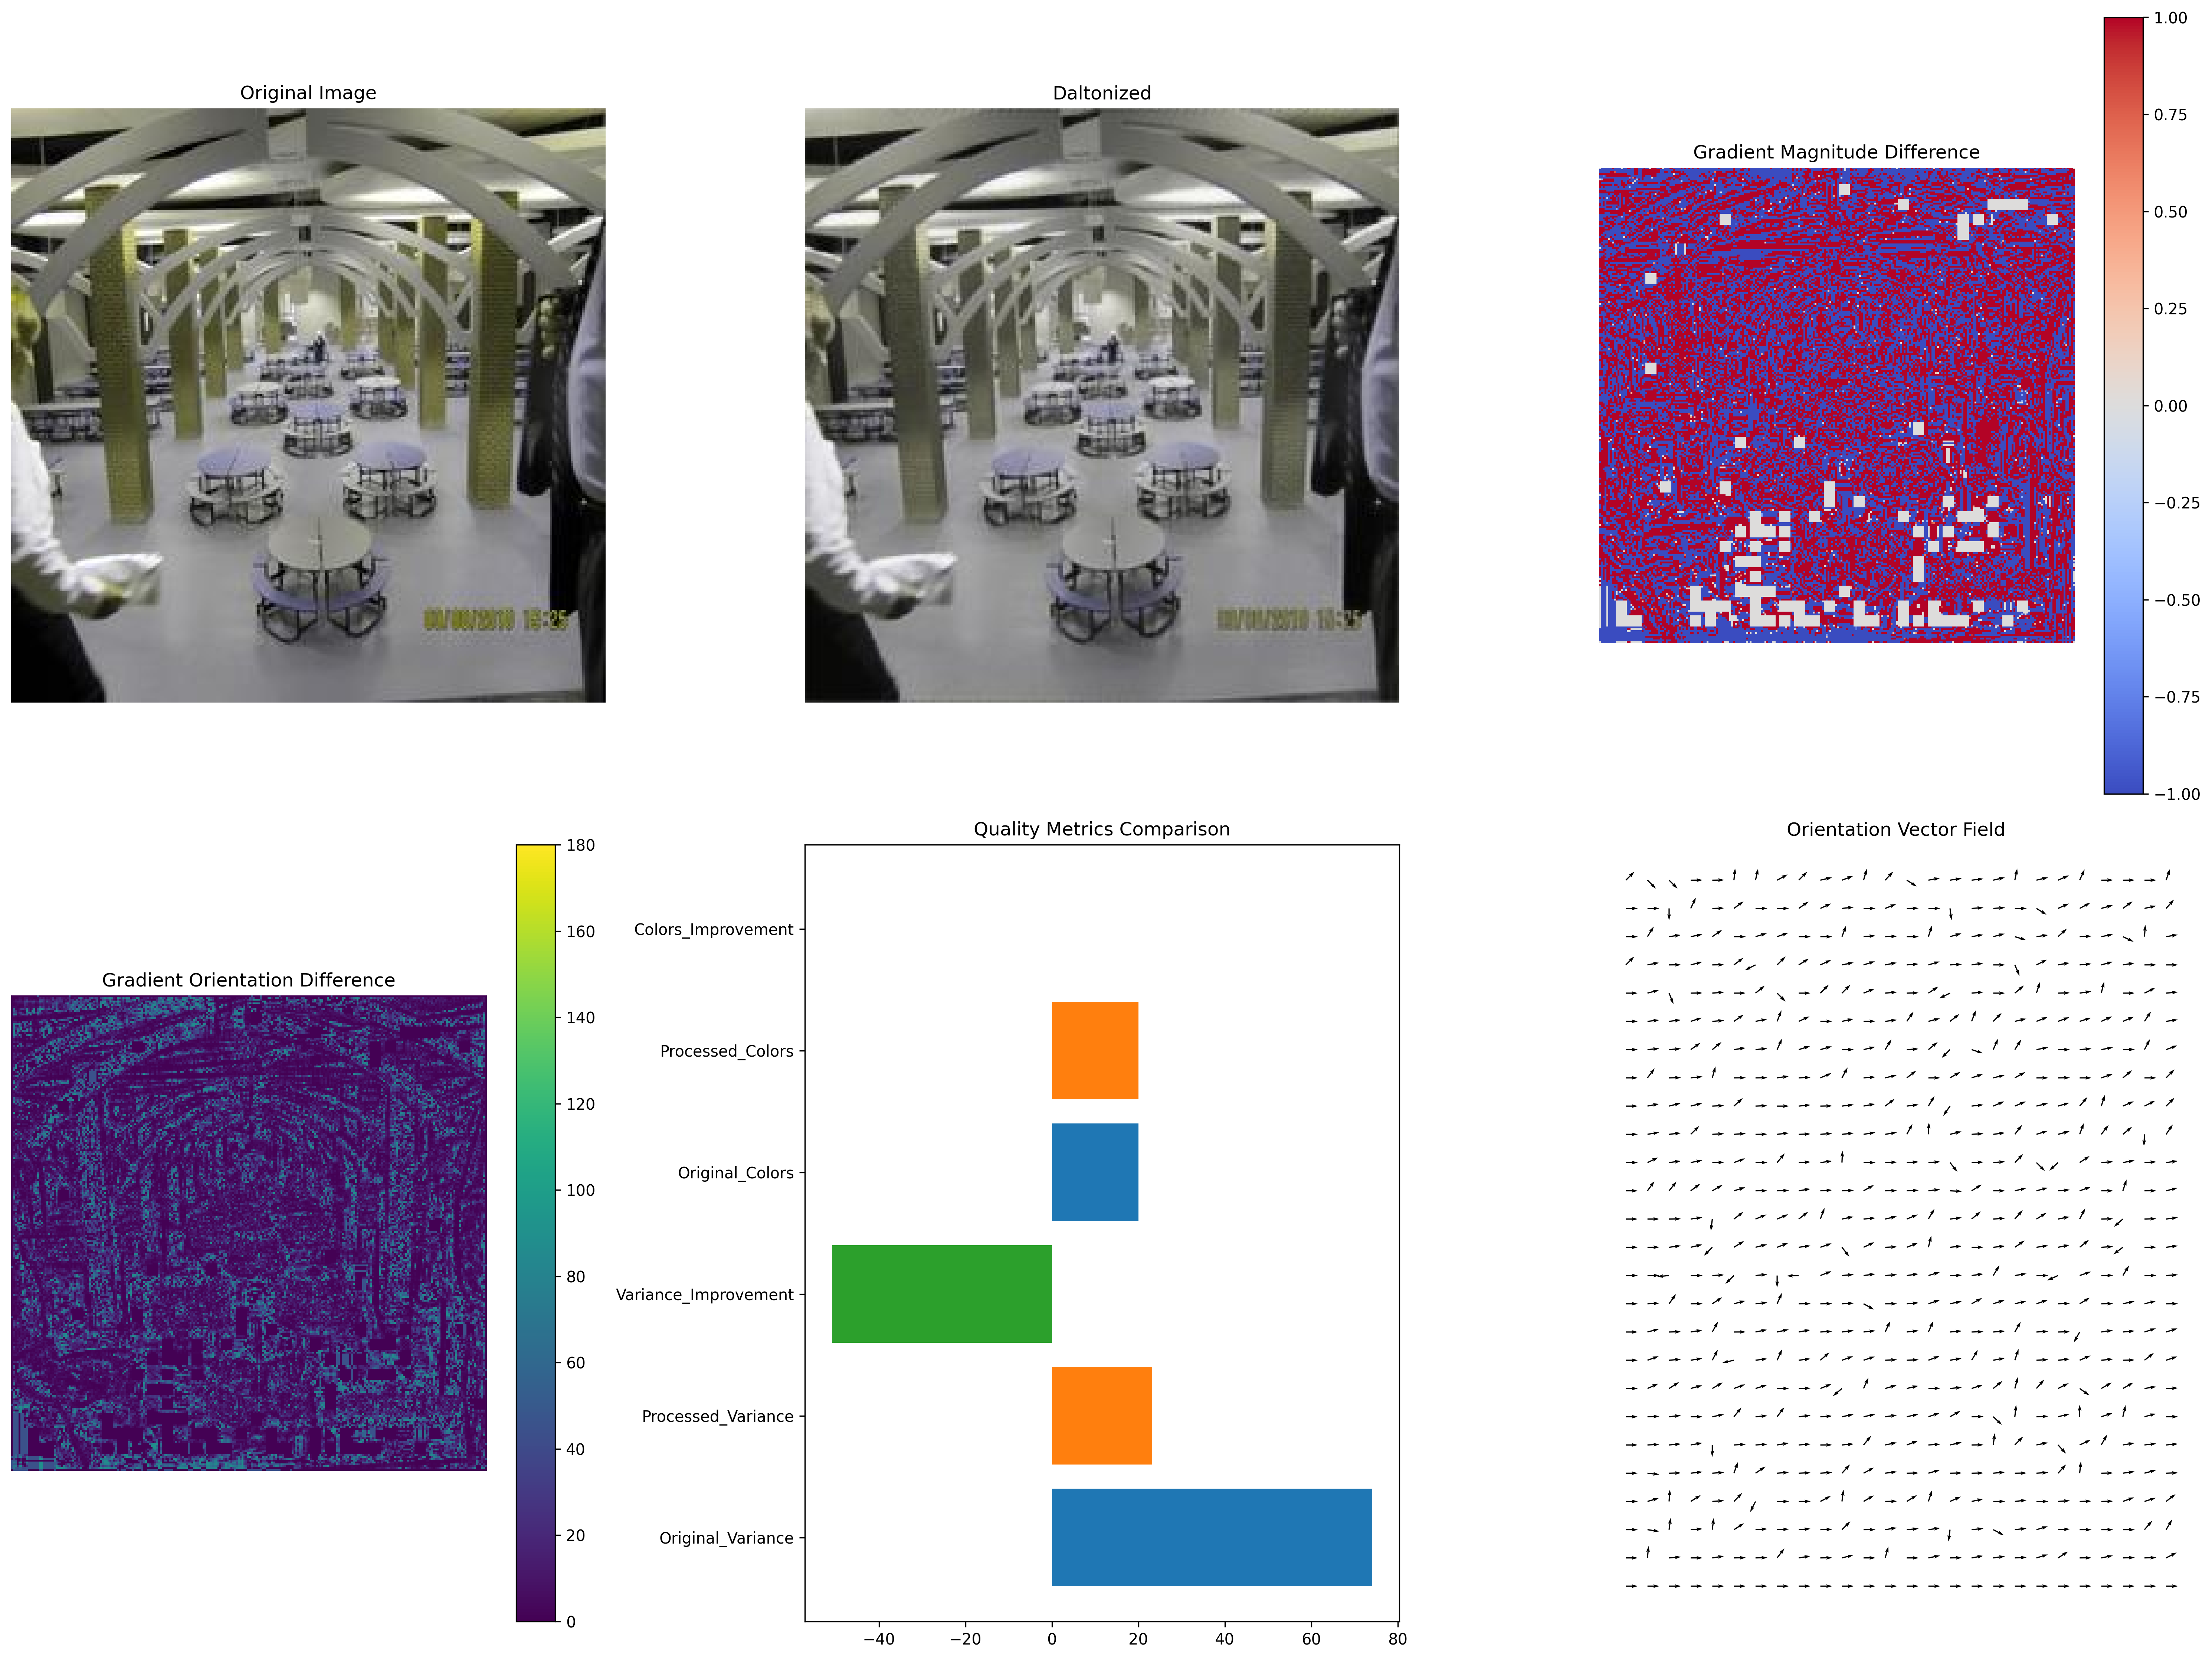 Original Image
Daltonized
Gradient Magnitude Difference
1.00
0.75
0.50
0.25
0.00
−0.25
−0.50
−0.75
−1.00
Gradient Orientation Difference
180
160
140
120
100
80
60
40
20
0
Quality Metrics Comparison
Colors_Improvement
Processed_Colors
Original_Colors
Variance_Improvement
Processed_Variance
Original_Variance
−40
−20
0
20
40
60
80
Orientation Vector Field